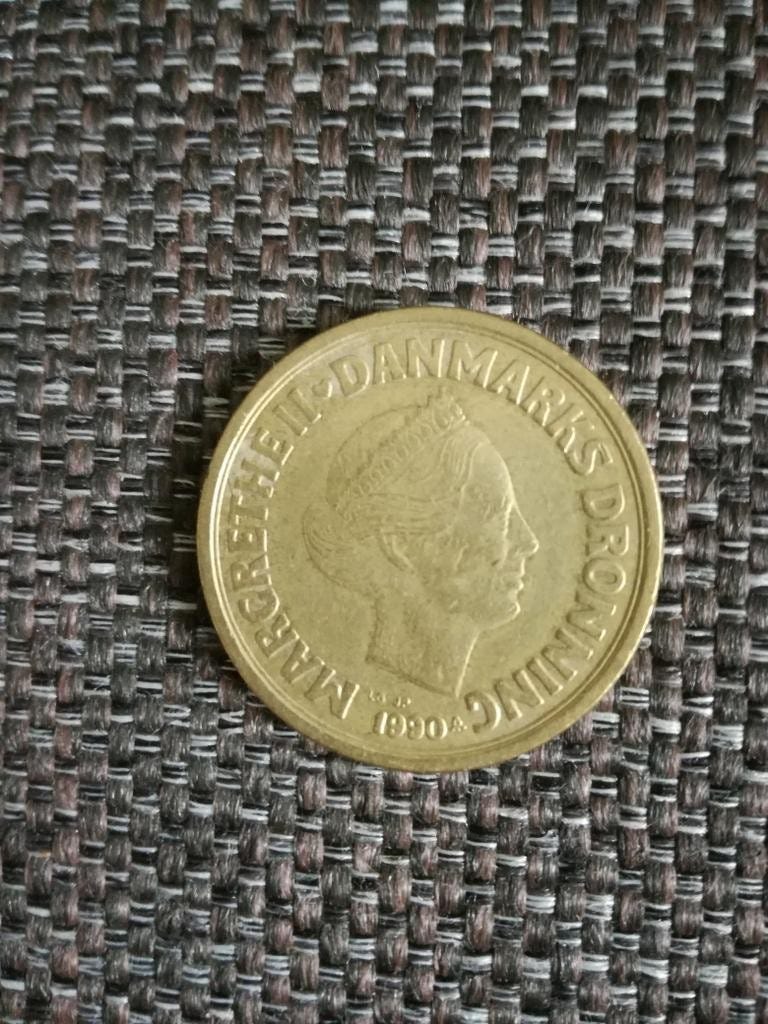 MARGRETHE II ♥ DANMARKS DRONNING
1990